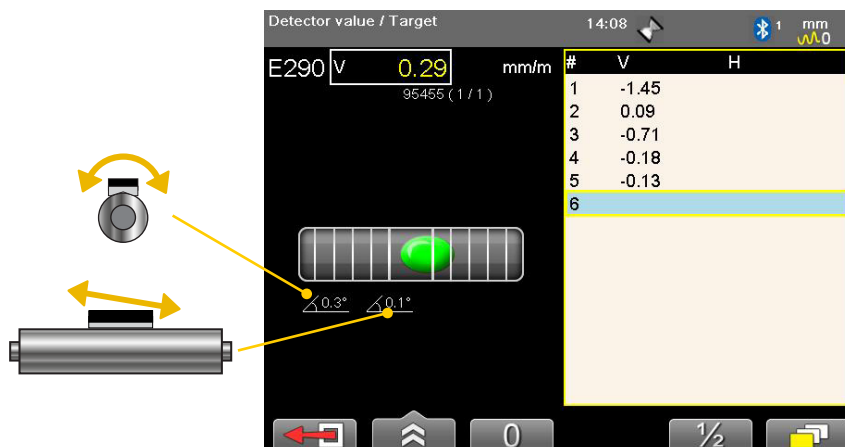 Detector value / Target 14:08 1 mm
0
E290 V 0.29 mm/m
95455 ( 1 / 1 )
# V H
1 -1.45
2 0.09
3 -0.71
4 -0.18
5 -0.13
6
0.3° 0.1°
0 ½